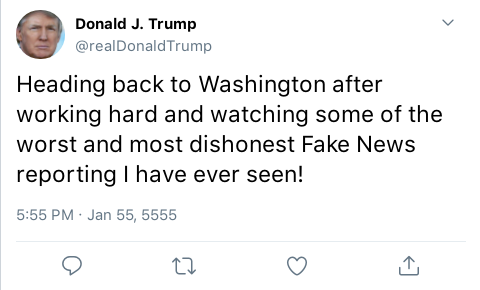 Donald J. Trump
@realDonaldTrump
Heading back to Washington after
working hard and watching some of the
worst and most dishonest Fake News
reporting I have ever seen!
5:55 PM · Jan 55, 5555